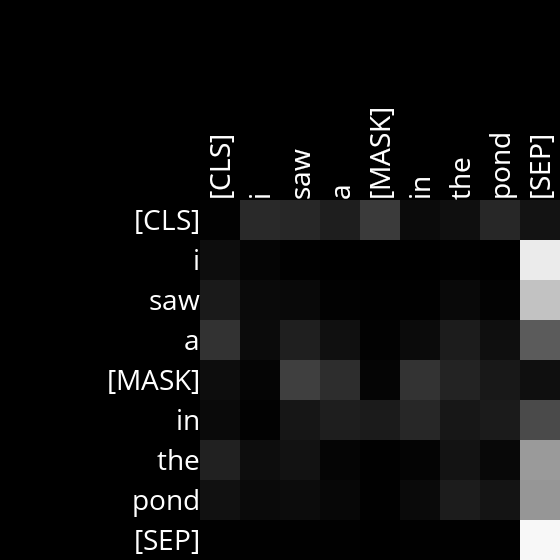 [CLS] i saw a [MASK] in the pond [SEP]
[CLS]
i
saw
a
[MASK]
in
the
pond
[SEP]